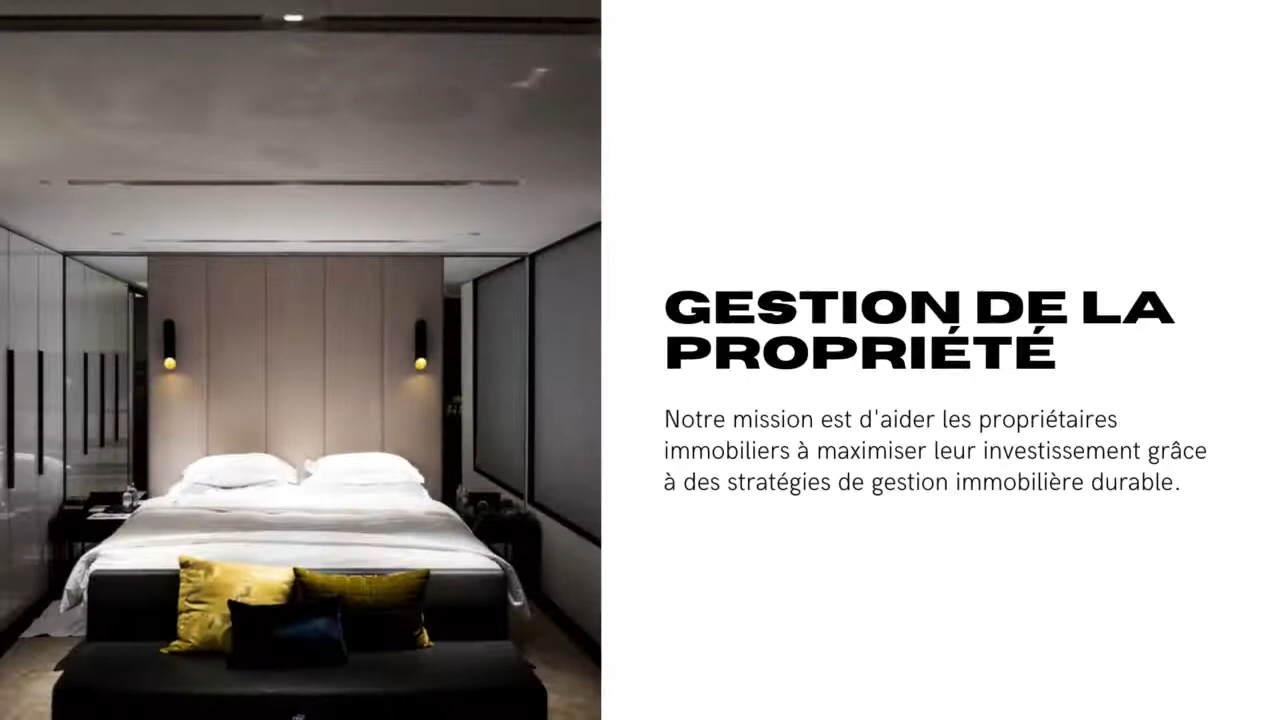 GESTION DE LA
PROPRIÉTÉ
Notre mission est d'aider les propriétaires
immobiliers à maximiser leur investissement grâce
à des stratégies de gestion immobilière durable.